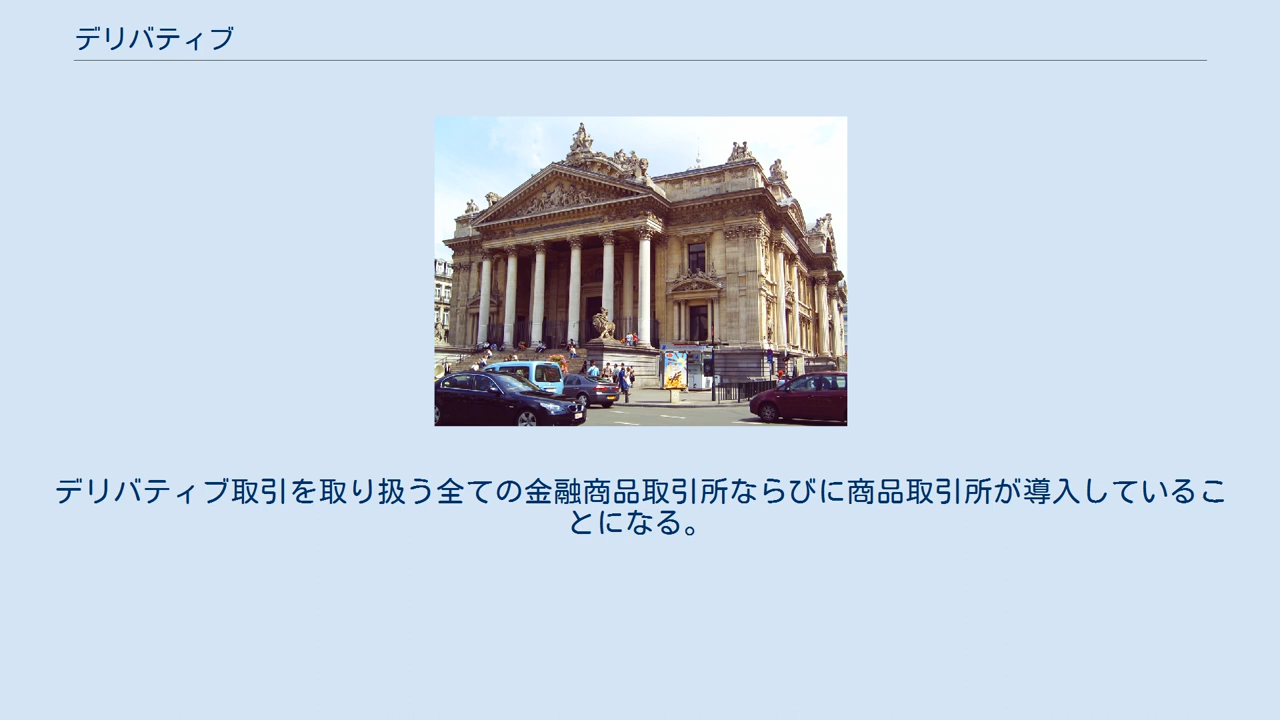 デリバティブ
デリバティブ取引を取り扱う全ての金融商品取引所ならびに商品取引所が導入しているこ
とになる。